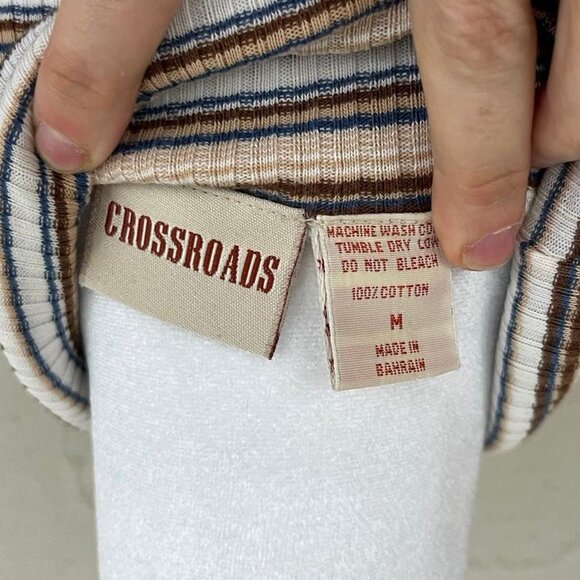 CROSSROADS
MACHINE WASH CO
TUMBLE DRY LOW
DO NOT BLEACH
100% COTTON
M
MADE IN
BAHRAIN